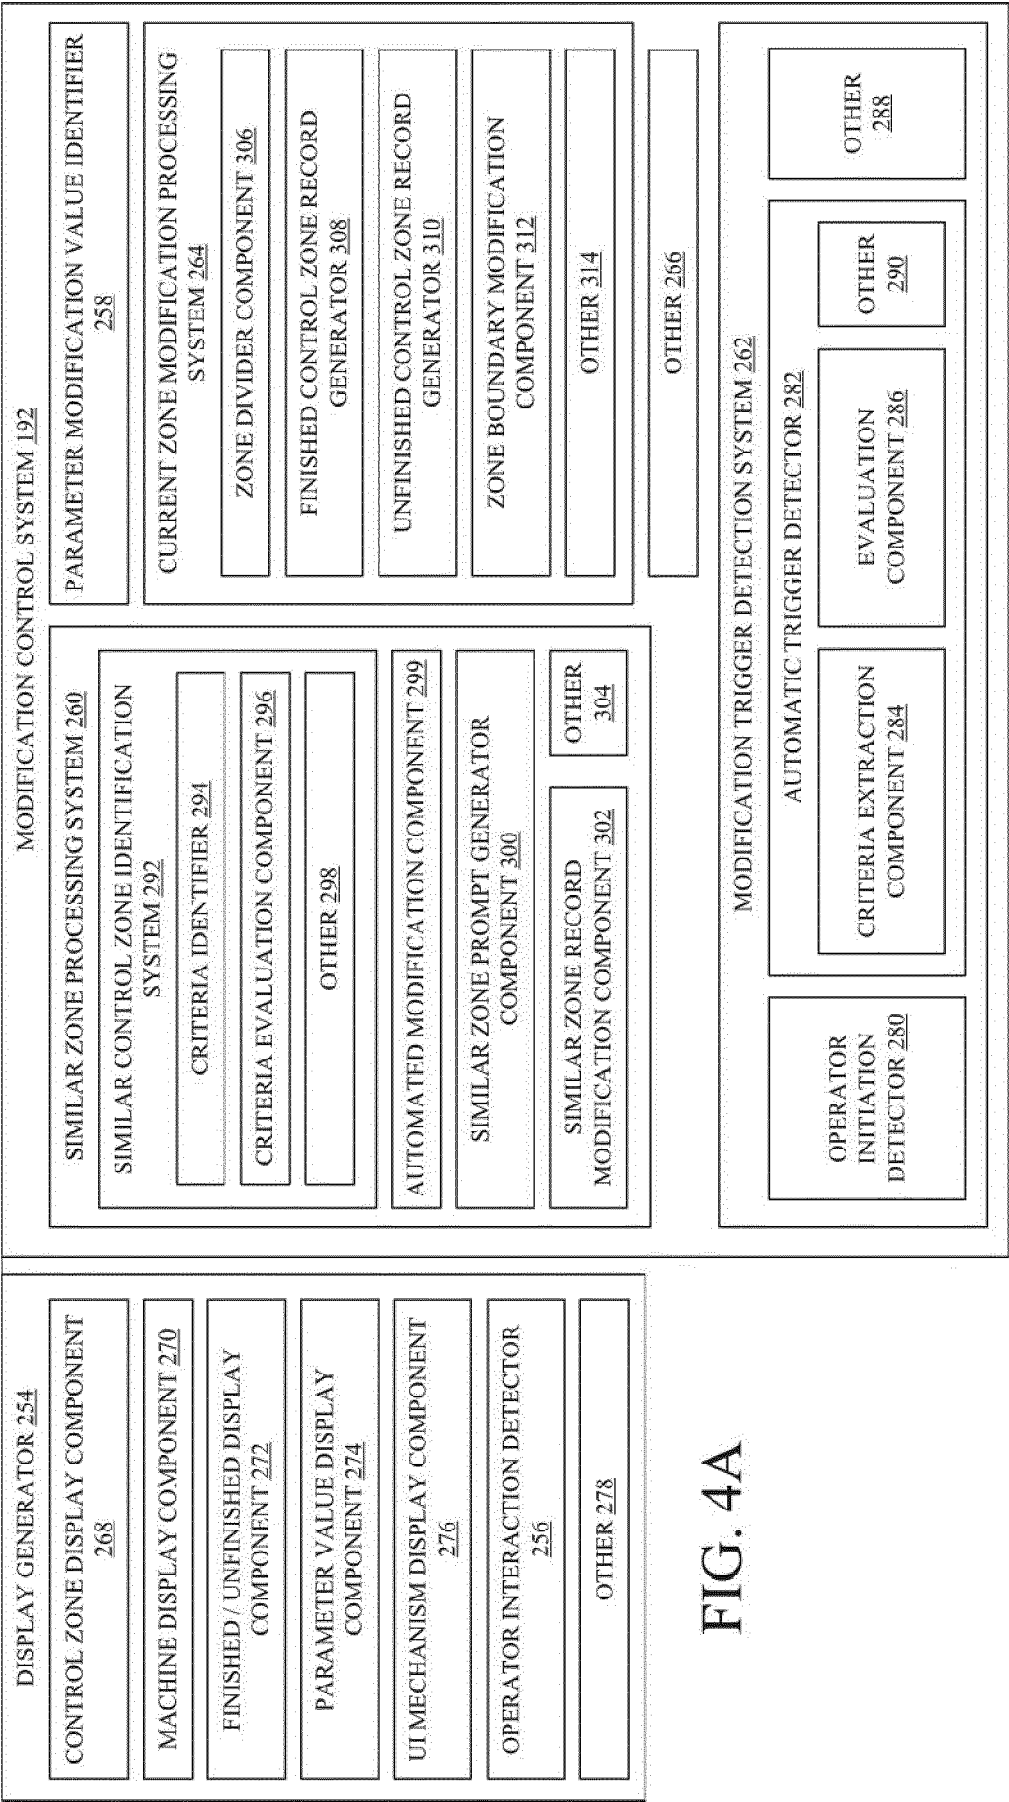 DISPLAY GENERATOR 254
CONTROL ZONE DISPLAY COMPONENT
268
MACHINE DISPLAY COMPONENT 270
FINISHED / UNFINISHED DISPLAY
COMPONENT 272
PARAMETER VALUE DISPLAY
COMPONENT 274
UI MECHANISM DISPLAY COMPONENT
276
OPERATOR INTERACTION DETECTOR
256
OTHER 278
MODIFICATION CONTROL SYSTEM 192
SIMILAR ZONE PROCESSING SYSTEM 260
SIMILAR CONTROL ZONE IDENTIFICATION
SYSTEM 292
CRITERIA IDENTIFIER 294
CRITERIA EVALUATION COMPONENT 296
OTHER 298
AUTOMATED MODIFICATION COMPONENT 299
SIMILAR ZONE PROMPT GENERATOR
COMPONENT 300
SIMILAR ZONE RECORD
MODIFICATION COMPONENT 302
OTHER
304
PARAMETER MODIFICATION VALUE IDENTIFIER
258
CURRENT ZONE MODIFICATION PROCESSING
SYSTEM 264
ZONE DIVIDER COMPONENT 306
FINISHED CONTROL ZONE RECORD
GENERATOR 308
UNFINISHED CONTROL ZONE RECORD
GENERATOR 310
ZONE BOUNDARY MODIFICATION
COMPONENT 312
OTHER 314
OTHER 266
MODIFICATION TRIGGER DETECTION SYSTEM 262
OPERATOR
INITIATION
DETECTOR 280
AUTOMATIC TRIGGER DETECTOR 282
CRITERIA EXTRACTION
COMPONENT 284
EVALUATION
COMPONENT 286
OTHER
290
OTHER
288
FIG. 4A